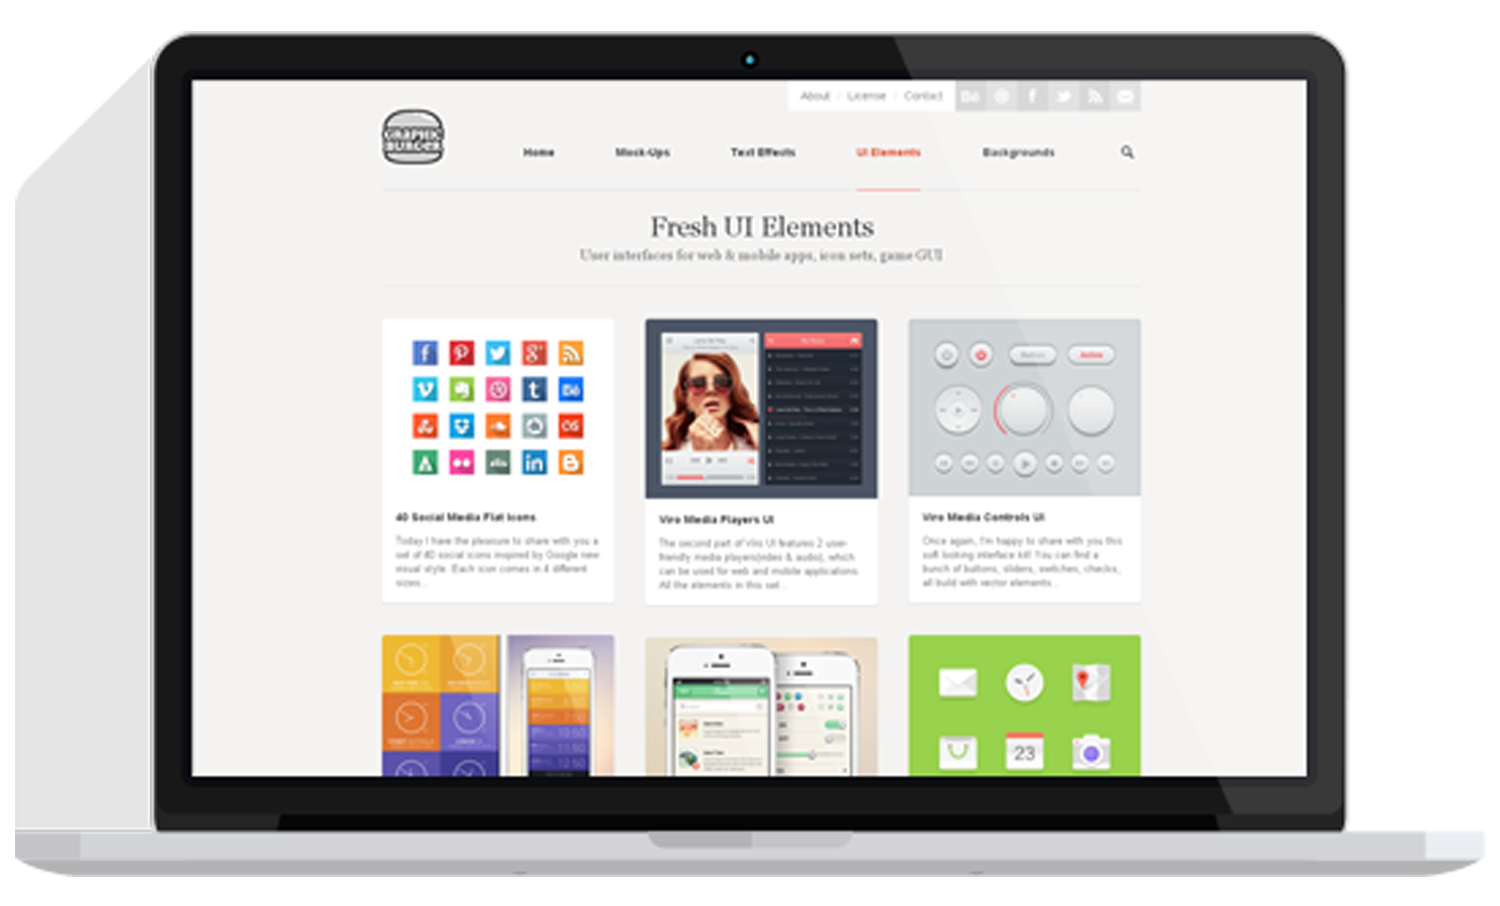 About / License / Contact
GRAPHIC
BURGER
Home
Mock-Ups
Text Effects
UI Elements
Backgrounds
Fresh UI Elements
User interfaces for web & mobile apps, icon sets, game GUI
40 Social Media Flat Icons
Today I have the pleasure to share with you a
set of 40 social icons inspired by Google new
visual style. Each icon comes in 4 different
sizes...
Viro Media Players UI
The second part of Viro UI features 2 user-
friendly media players(video & audio), which
can be used for web and mobile applications.
All the elements in this set...
Button
Active
Viro Media Controls UI
Once again, I'm happy to share with you this
soft looking interface kit! You can find a
bunch of buttons, sliders, switches, checks,
all build with vector elements...
23